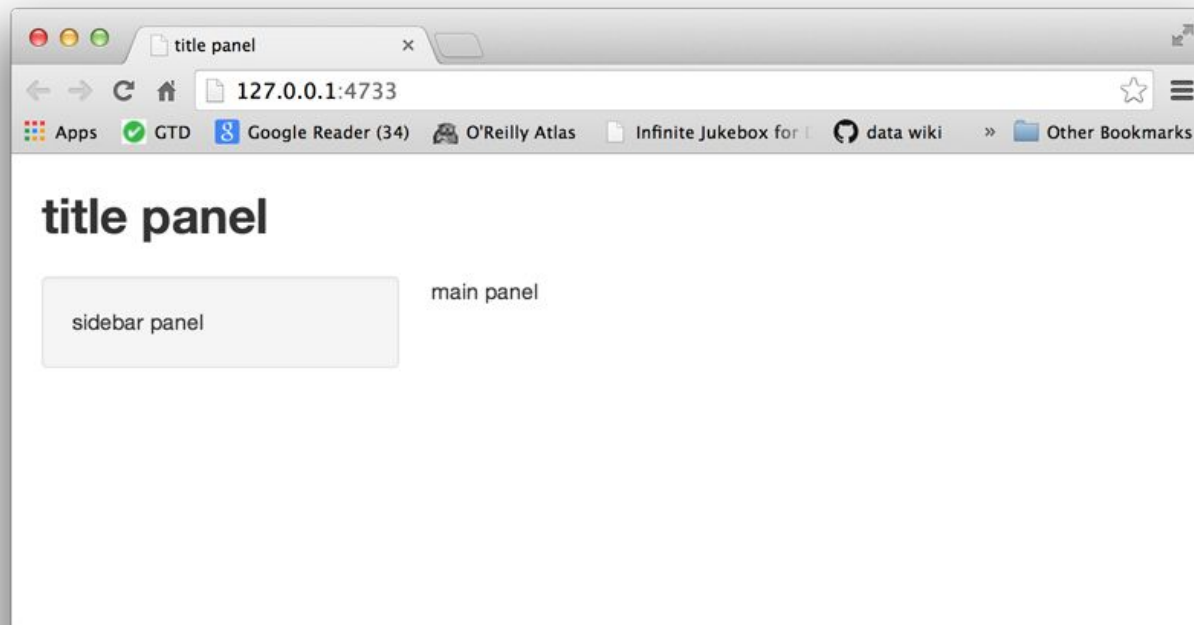 title panel
127.0.0.1:4733
Apps GTD Google Reader (34) O'Reilly Atlas Infinite Jukebox for data wiki » Other Bookmarks
title panel
sidebar panel
main panel